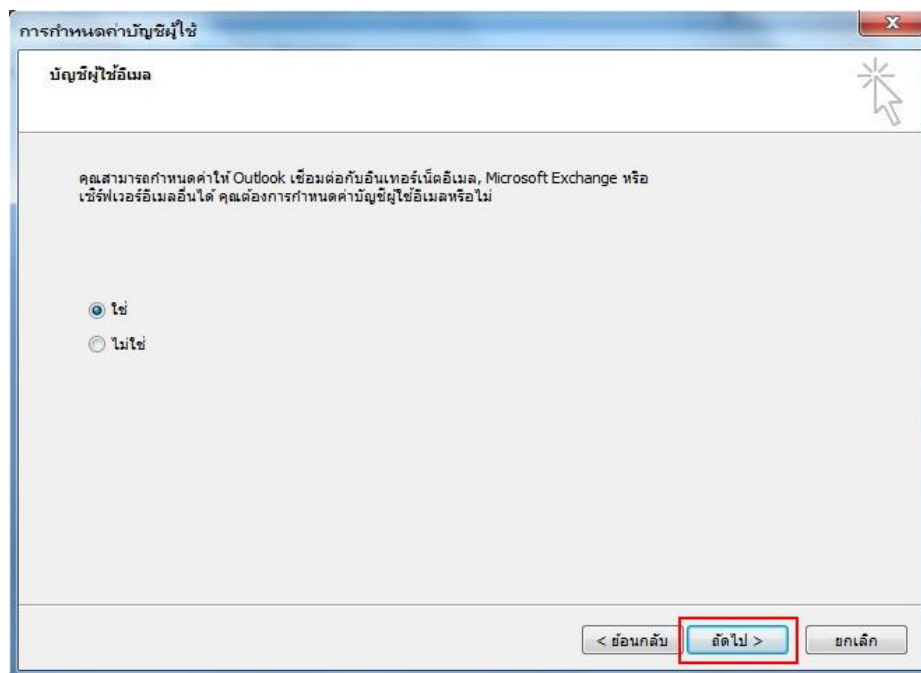 การกำหนดค่าบัญชีผู้ใช้
บัญชีผู้ใช้อีเมล
คุณสามารถกำหนดค่าให้ Outlook เชื่อมต่อกับอินเทอร์เน็ตอีเมล, Microsoft Exchange หรือ
เซิร์ฟเวอร์อีเมลอื่นได้ คุณต้องการกำหนดค่าบัญชีผู้ใช้อีเมลหรือไม่
ใช่
ไม่ใช่
< ย้อนกลับ ถัดไป > ยกเลิก